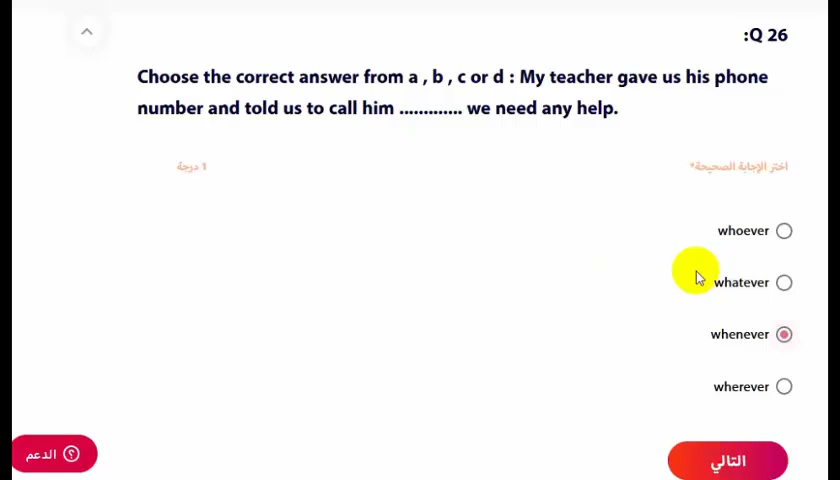 :Q 26
Choose the correct answer from a , b , c or d : My teacher gave us his phone
number and told us to call him ............. we need any help.
اختر الإجابة الصحيحة*
1 درجة
whoever
whatever
whenever
wherever
التالي
الدعم